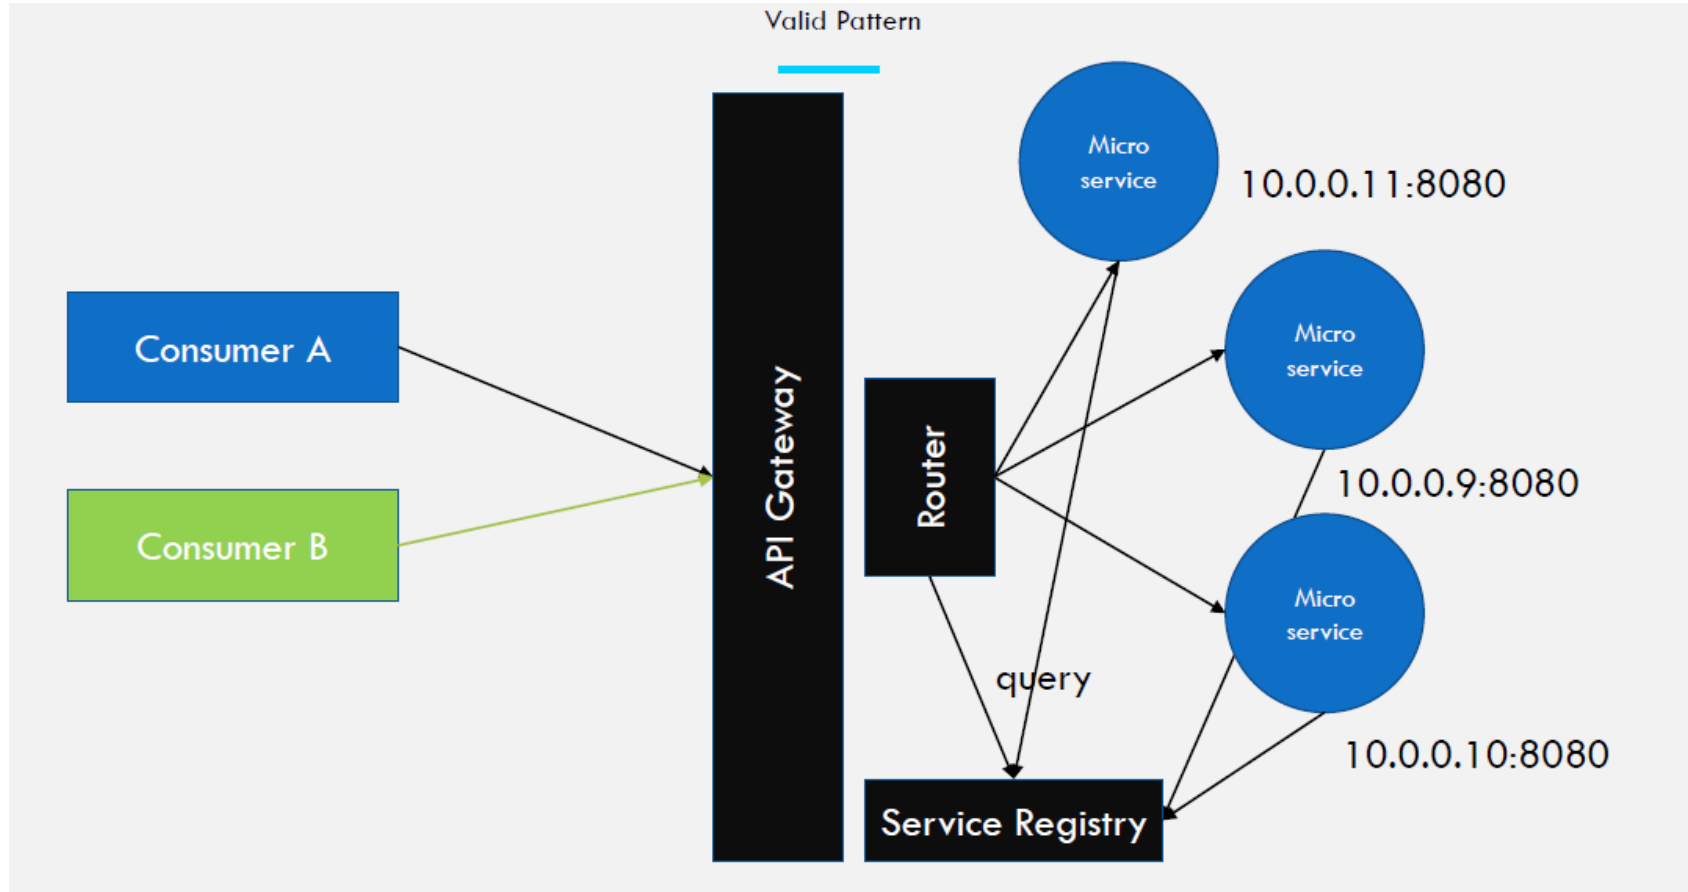 Valid Pattern
Micro
service
10.0.0.11:8080
Consumer A
Micro
service
API Gateway
Router
10.0.0.9:8080
Consumer B
Micro
service
query
10.0.0.10:8080
Service Registry